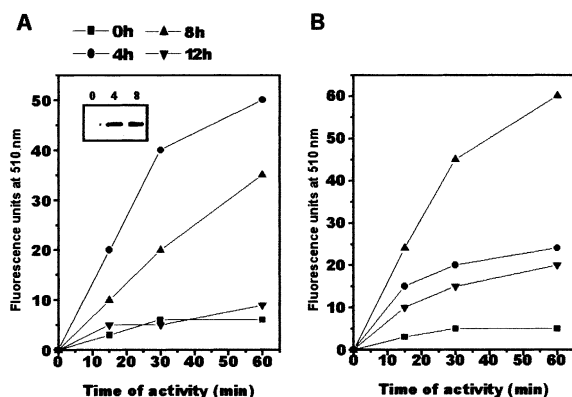 A
0h
8h
4h
12h
B
Fluorescence units at 510 nm
50
40
30
20
10
0
0 4 8
0 10 20 30 40 50 60
Time of activity (min)
Fluorescence units at 510 nm
60
50
40
30
20
10
0
0 10 20 30 40 50 60
Time of activity (min)